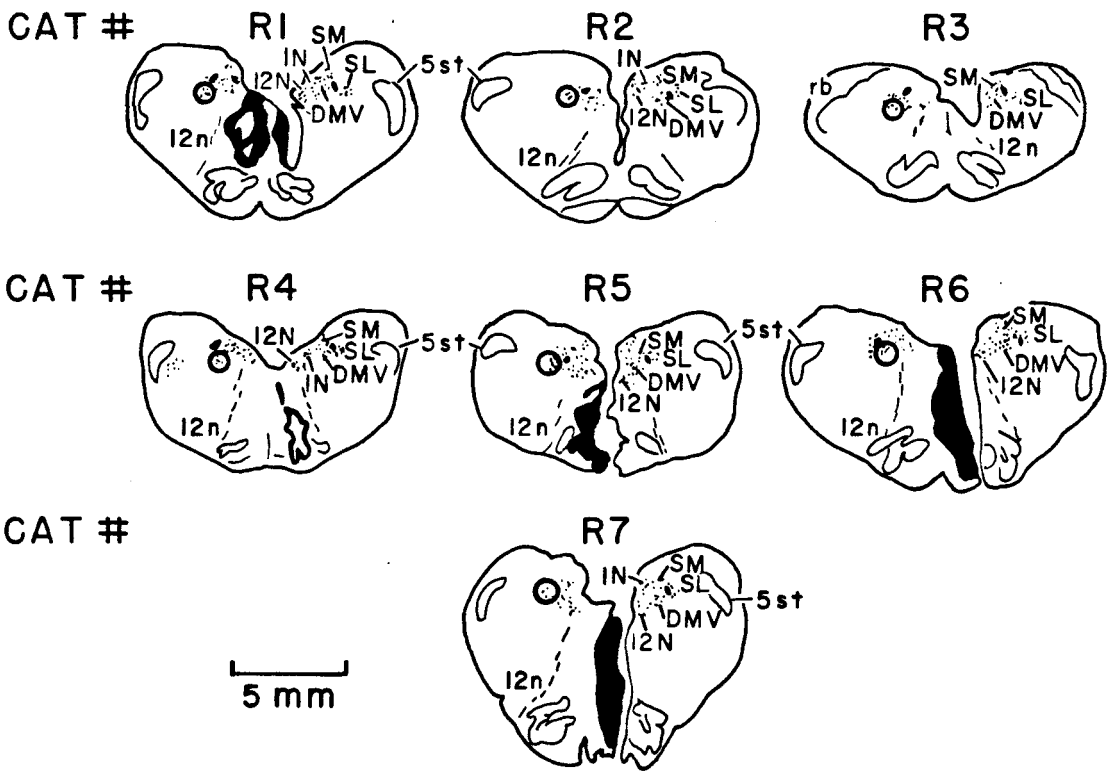 CAT # R1 R2 R3
SM
IN
12N
SL
5st
DMV
12n
IN
SM
SL
12N
DMV
12n
rb
SM
SL
DMV
12n
CAT # R4 R5 R6
12N
SM
SL
5st
IN
DMV
12n
SM
SL
5st
DMV
12N
12n
SM
SL
DMV
12N
12n
CAT # R7
IN
SM
SL
5st
DMV
12N
12n
5 mm